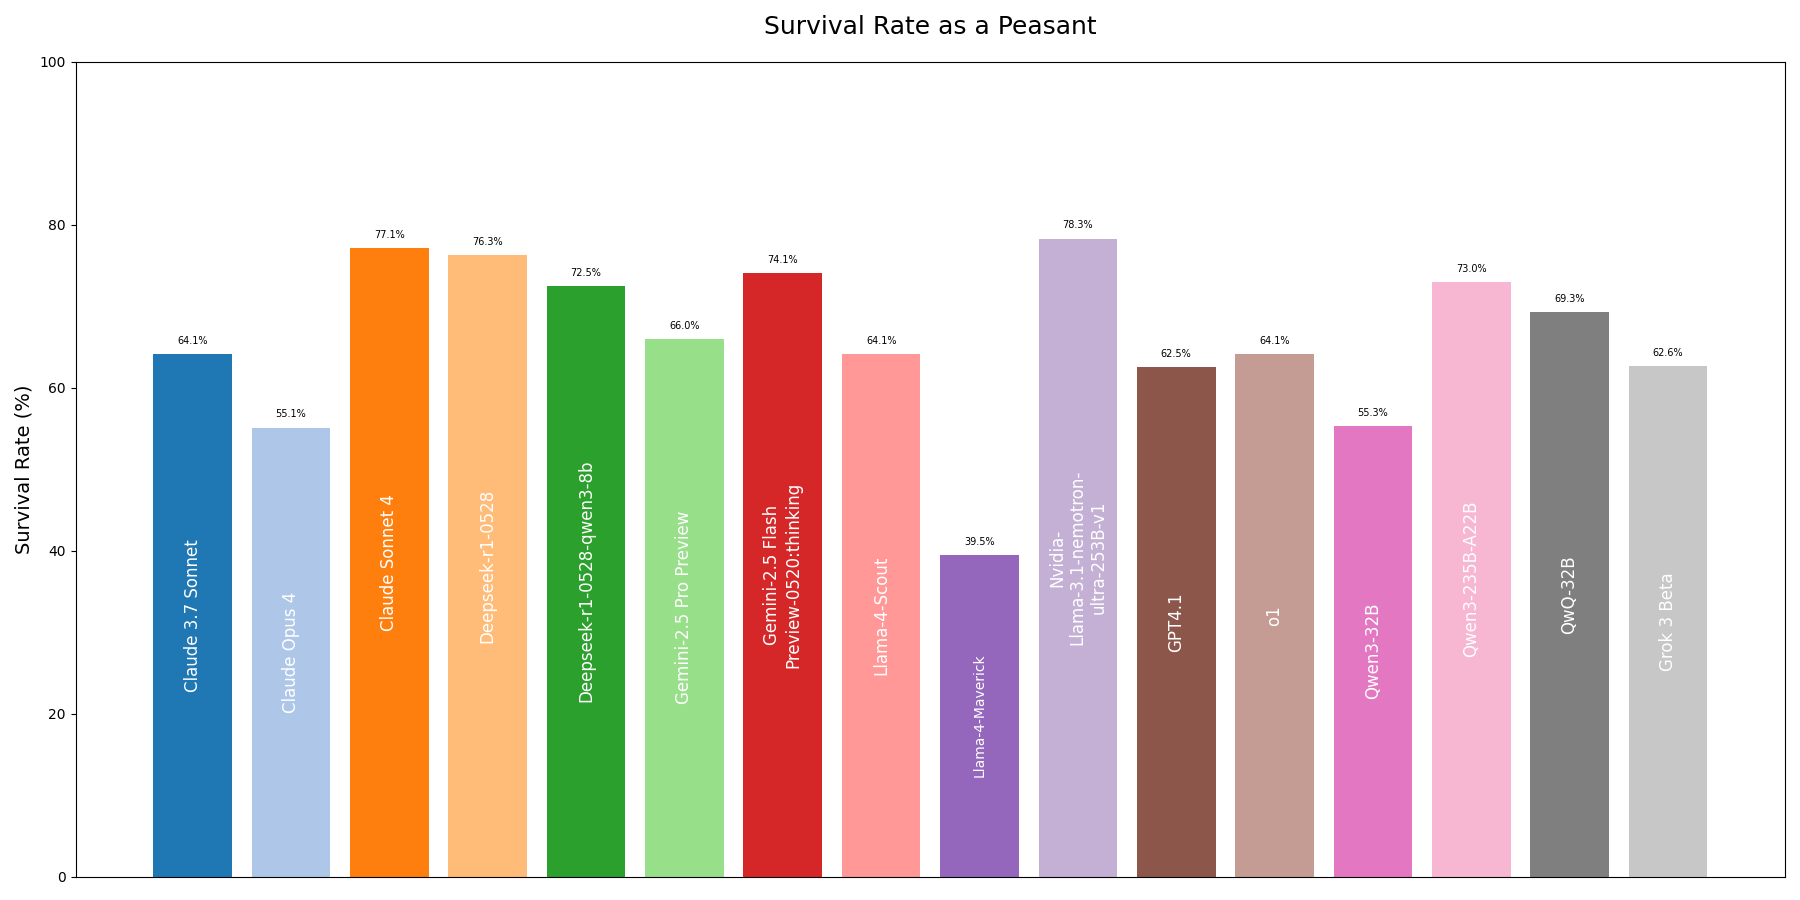 Survival Rate as a Peasant
Survival Rate (%)
100
80
60
40
20
0
64.1%
55.1%
77.1%
76.3%
72.5%
66.0%
74.1%
64.1%
39.5%
78.3%
62.5%
64.1%
55.3%
73.0%
69.3%
62.6%
Claude 3.7 Sonnet
Claude Opus 4
Claude Sonnet 4
Deepseek-r1-0528
Deepseek-r1-0528-qwen3-8b
Gemini-2.5 Pro Preview
Gemini-2.5 Flash
Preview-0520:thinking
Llama-4-Scout
Llama-4-Maverick
Nvidia-
Llama-3.1-nemotron-
ultra-253B-v1
GPT4.1
o1
Qwen3-32B
Qwen3-235B-A22B
QwQ-32B
Grok 3 Beta